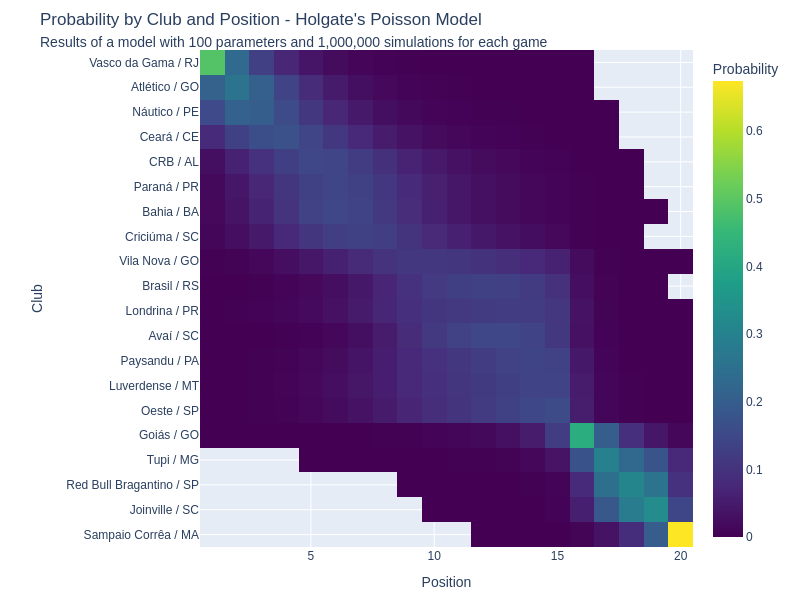 Probability by Club and Position - Holgate's Poisson Model
Results of a model with 100 parameters and 1,000,000 simulations for each game
Probability
Vasco da Gama / RJ
Atlético / GO
Náutico / PE
Ceará / CE
CRB / AL
Paraná / PR
Bahia / BA
Criciúma / SC
Vila Nova / GO
Brasil / RS
Londrina / PR
Avaí / SC
Paysandu / PA
Luverdense / MT
Oeste / SP
Goiás / GO
Tupi / MG
Red Bull Bragantino / SP
Joinville / SC
Sampaio Corrêa / MA
Club
5
10
15
20
Position
0.6
0.5
0.4
0.3
0.2
0.1
0